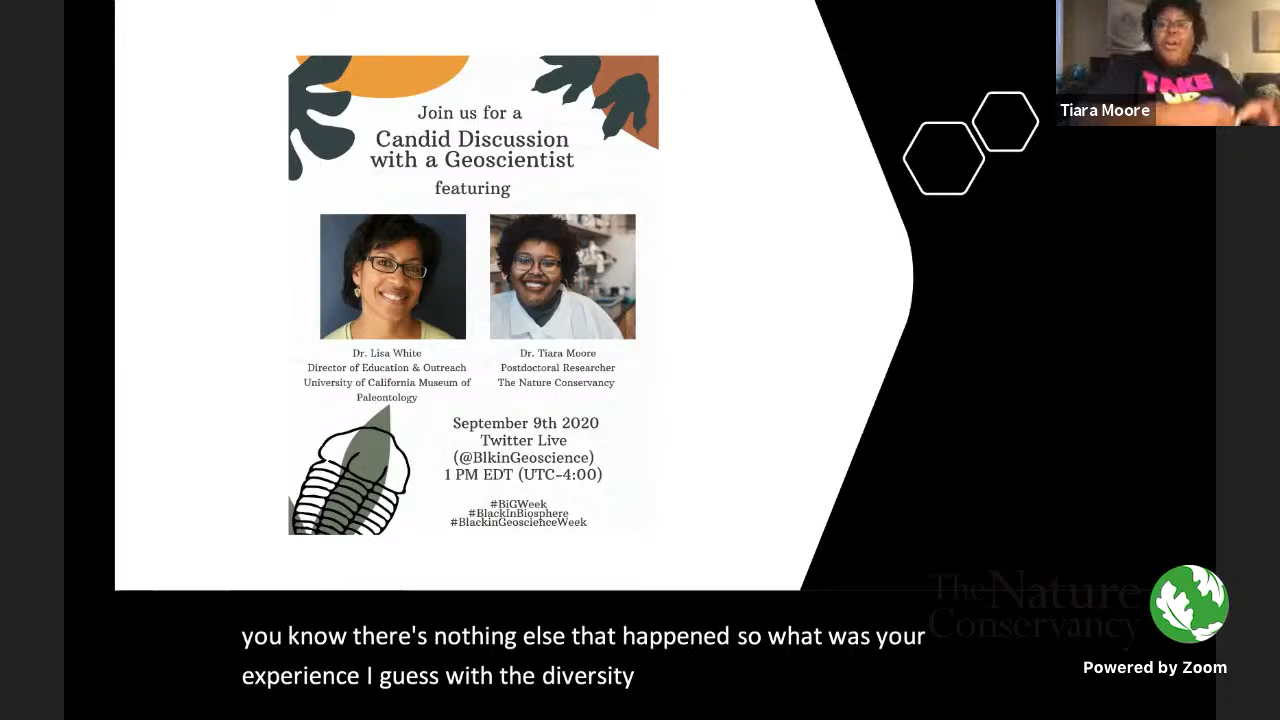 Join us for a
Candid Discussion
with a Geoscientist
featuring
Dr. Lisa White
Director of Education & Outreach
University of California Museum of
Paleontology
Dr. Tiara Moore
Postdoctoral Researcher
The Nature Conservancy
September 9th 2020
Twitter Live
(@BlkinGeoscience)
1 PM EDT (UTC-4:00)
#BiGWeek
#BlackInBiosphere
#BlackinGeoscienceWeek
TAKE
UP
Tiara Moore
The Nature
Conservancy
Powered by Zoom
you know there's nothing else that happened so what was your
experience I guess with the diversity